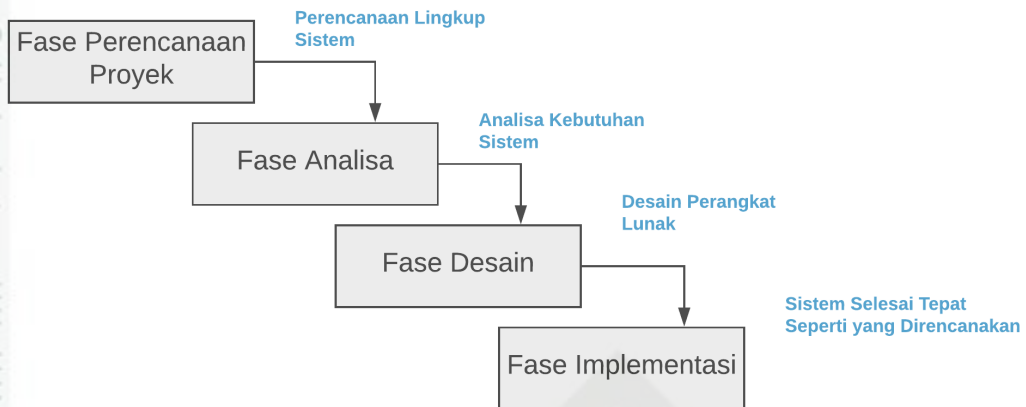 Perencanaan Lingkup
Sistem
Fase Perencanaan
Proyek
Analisa Kebutuhan
Sistem
Fase Analisa
Desain Perangkat
Lunak
Fase Desain
Sistem Selesai Tepat
Seperti yang Direncanakan
Fase Implementasi